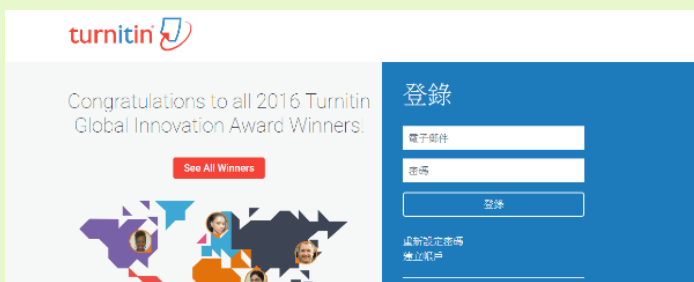 turnitin
Congratulations to all 2016 Turnitin
Global Innovation Award Winners.
See All Winners
登錄
電子郵件
密碼
登錄
重新設定密碼
建立帳戶